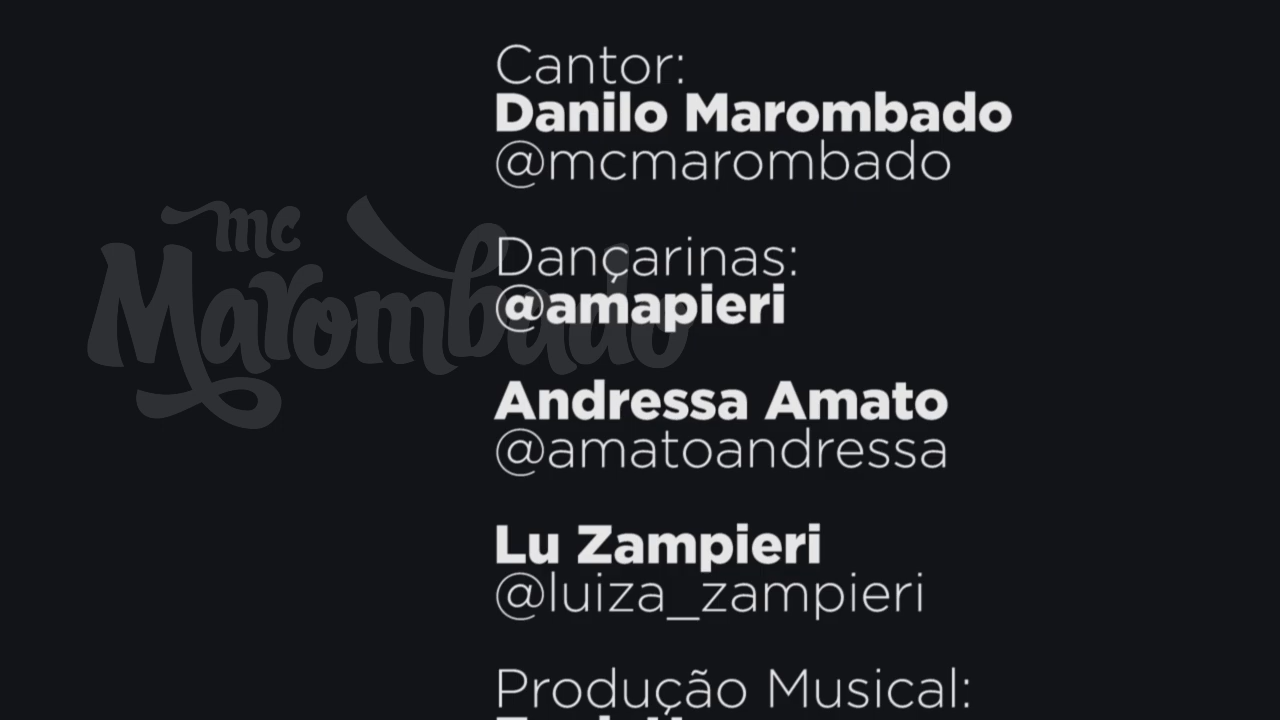 Cantor:
Danilo Marombado
@mcmarombado
mc
Marombado
Dançarinas:
@amapieri
Andressa Amato
@amatoandressa
Lu Zampieri
@luiza_zampieri
Produção Musical: